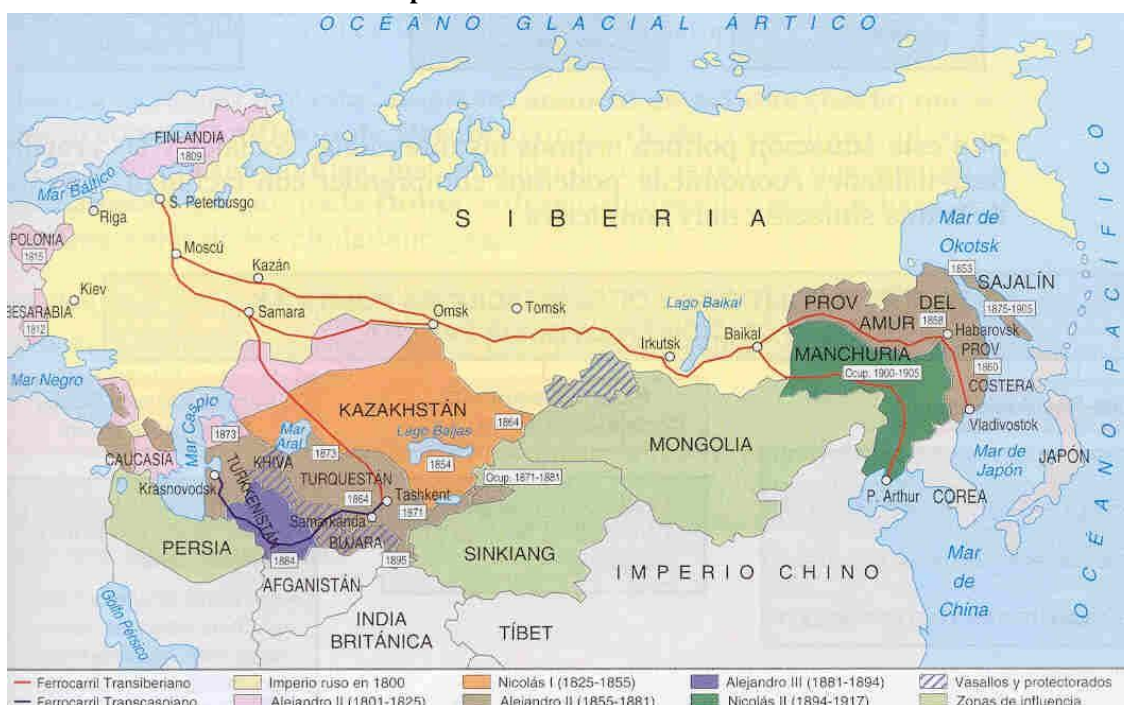 OCÉANO GLACIAL ÁRTICO
FINLANDIA
1809
Mar Báltico
S. Peterbusgo
Riga
SIBERIA
Mar de
Okotsk
OCÉANO PACÍFICO
POLONIA
1815
Moscú
Kazán
1853
SAJALÍN
1875-1905
Kiev
BESARABIA
1812
Samara
Omsk
Tomsk
Lago Baikal
PROV DEL
AMUR
1858
Habarovsk
Irkutsk
Baikal
MANCHURIA
Ocup. 1900-1905
PROV
1860
COSTERA
Mar Negro
Mar Caspio
KAZAKHSTÁN
1864
Vladivostok
1873
Mar
Aral
1873
Lago Baljas
1854
MONGOLIA
Mar de
Japón
JAPÓN
CAUCASIA
KHIVA
TURQUESTÁN
Ocup. 1871-1881
Krasnovodsk
TURKKENISTÁN
1864
Tashkent
1871
P. Arthur
COREA
Samarkanda
BUJARA
PERSIA
1884
1895
SINKIANG
AFGANISTÁN
IMPERIO CHINO
Mar
de
China
Golfo Pérsico
INDIA
BRITÁNICA
TÍBET
Ferrocarril Transiberiano
Imperio ruso en 1800
Nicolás I (1825-1855)
Alejandro III (1881-1894)
Vasallos y protectorados
Ferrocarril Transcaspiano
Alejandro II (1801-1825)
Alejandro II (1855-1881)
Nicolás II (1894-1917)
Zonas de influencia